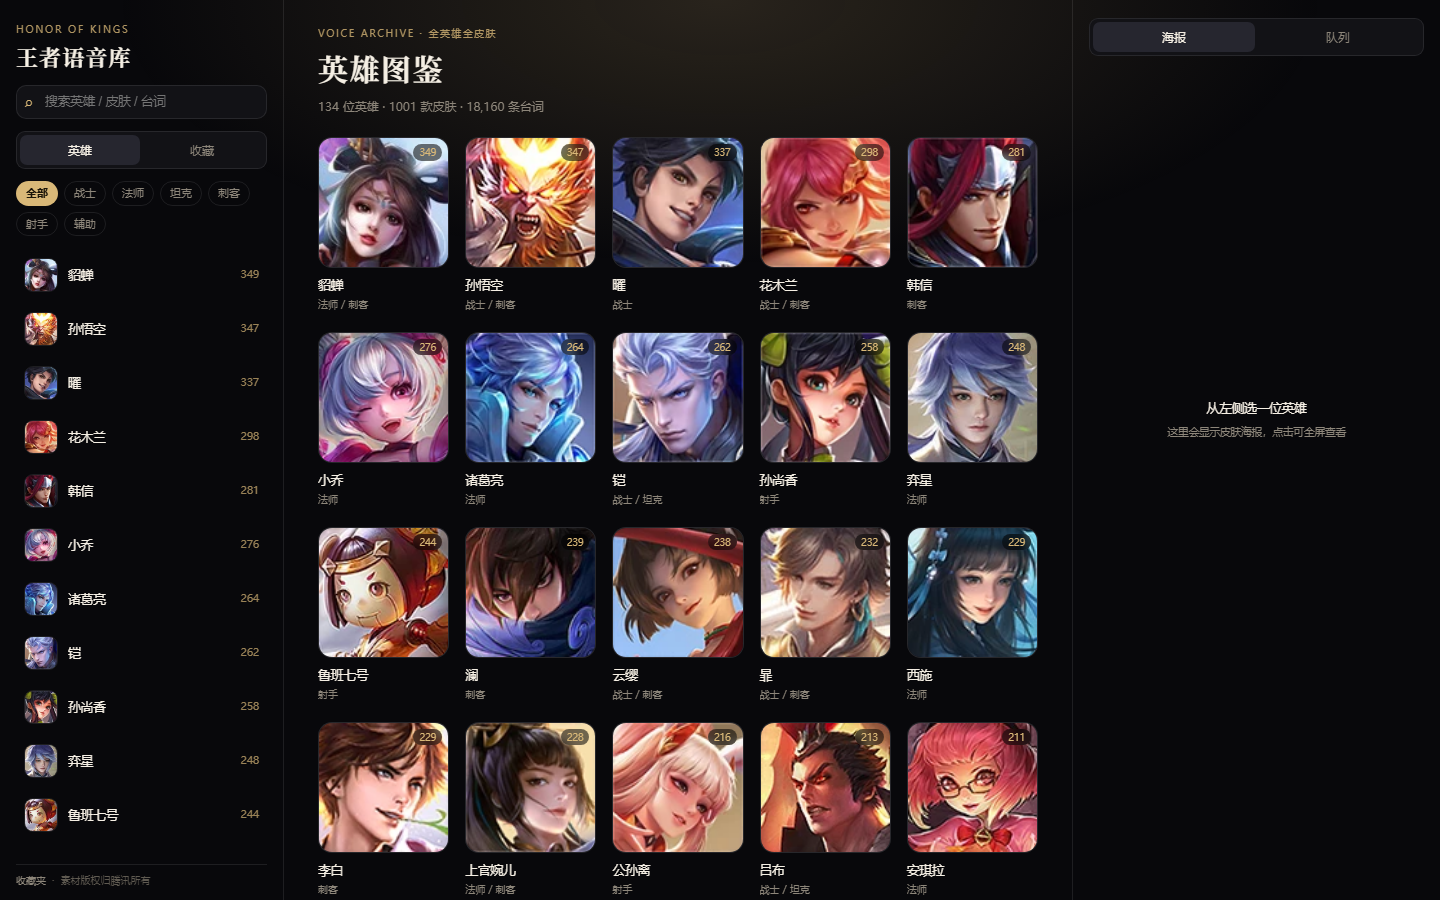 HONOR OF KINGS
王者语音库
搜索英雄 / 皮肤 / 台词
英雄
收藏
全部
战士
法师
坦克
刺客
射手
辅助
貂蝉
349
孙悟空
347
曜
337
花木兰
298
韩信
281
小乔
276
诸葛亮
264
铠
262
孙尚香
258
弈星
248
鲁班七号
244
收藏夹 · 素材版权归腾讯所有
VOICE ARCHIVE · 全英雄全皮肤
英雄图鉴
134 位英雄 · 1001 款皮肤 · 18,160 条台词
349
347
337
298
281
貂蝉
孙悟空
曜
花木兰
韩信
法师 / 刺客
战士 / 刺客
战士
战士 / 刺客
刺客
276
264
262
258
248
小乔
诸葛亮
铠
孙尚香
弈星
法师
法师
战士 / 坦克
射手
法师
244
239
238
232
229
鲁班七号
澜
云缨
暃
西施
射手
刺客
战士 / 刺客
战士 / 刺客
法师
229
228
216
213
211
李白
上官婉儿
公孙离
吕布
安琪拉
刺客
法师 / 刺客
射手
战士 / 坦克
法师
海报
队列
从左侧选一位英雄
这里会显示皮肤海报，点击可全屏查看